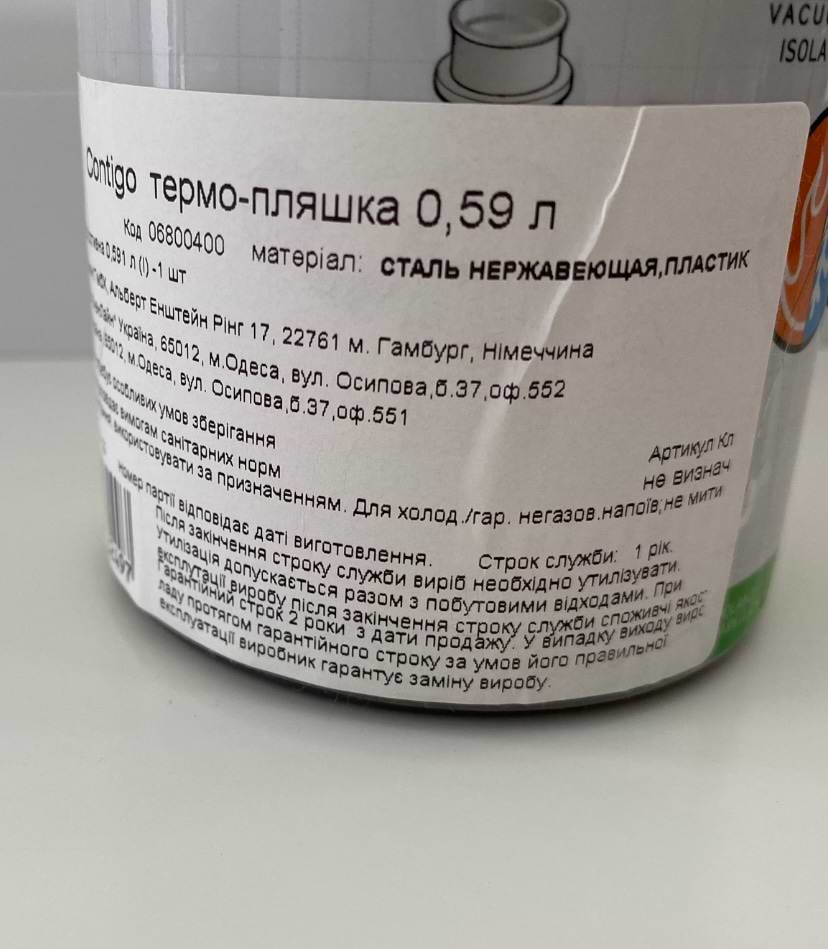 VACU
ISOLA
Contigo термо-пляшка 0,59 л
Код 06800400 матеріал: СТАЛЬ НЕРЖАВЕЮЩАЯ,ПЛАСТИК
0,591 л (l) -1 шт
Альберт Енштейн Рінг 17, 22761 м. Гамбург, Німеччина
Україна, 65012, м.Одеса, вул. Осипова,б.37,оф.552
65012, м.Одеса, вул. Осипова,б.37,оф.551
особливих умов зберігання
вимогам санітарних норм
Артикул Кл
не визнач
використовувати за призначенням. Для холод./гар. негазов.напоїв;не мити
Номер партії відповідає даті виготовлення. Строк служби: 1 рік.
Після закінчення строку служби виріб необхідно утилізувати.
Утилізація допускається разом з побутовими відходами. При
експлутації виробу після закінчення строку служби споживчі якос
Гарантійний строк 2 роки з дати продажу. У випадку виходу виро
ладу протягом гарантійного строку за умов його правильної
експлуатації виробник гарантує заміну виробу.